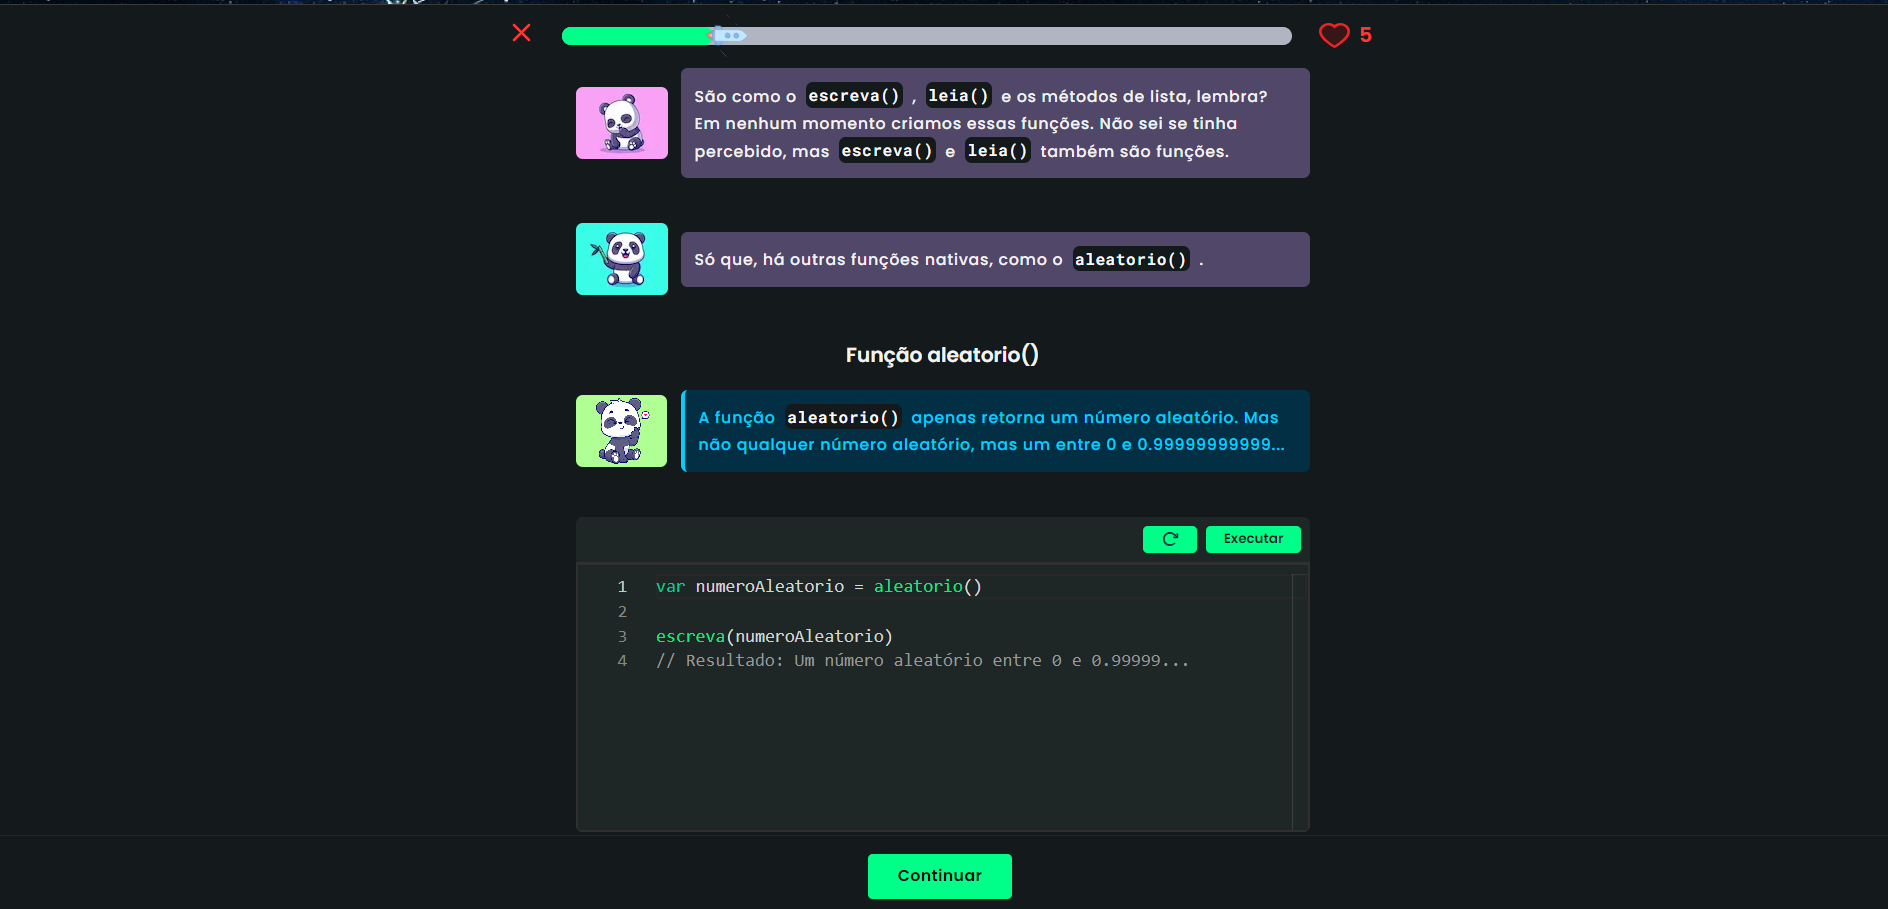 5
São como o escreva() , leia() e os métodos de lista, lembra?
Em nenhum momento criamos essas funções. Não sei se tinha
percebido, mas escreva() e leia() também são funções.
Só que, há outras funções nativas, como o aleatorio() .
Função aleatorio()
A função aleatorio() apenas retorna um número aleatório. Mas
não qualquer número aleatório, mas um entre 0 e 0.99999999999...
Executar
1 var numeroAleatorio = aleatorio()
2
3 escreva(numeroAleatorio)
4 // Resultado: Um número aleatório entre 0 e 0.99999...
Continuar